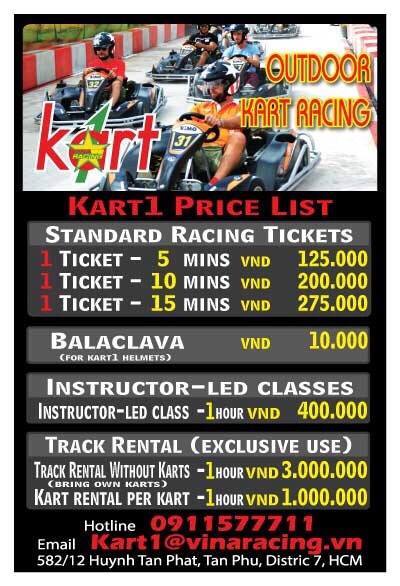 OUTDOOR
KART RACING
kart
RACING
32
31
KART1 PRICE LIST
STANDARD RACING TICKETS
1 TICKET - 5 MINS VND 125.000
1 TICKET - 10 MINS VND 200.000
1 TICKET - 15 MINS VND 275.000
BALACLAVA VND 10.000
(FOR KART1 HELMETS)
INSTRUCTOR-LED CLASSES
INSTRUCTOR-LED CLASS -1HOUR VND 400.000
TRACK RENTAL (EXCLUSIVE USE)
TRACK RENTAL WITHOUT KARTS -1HOUR VND 3.000.000
(BRING OWN KARTS)
KART RENTAL PER KART -1HOUR VND 1.000.000
Hotline 0911577711
Email Kart1@vinaracing.vn
582/12 Huynh Tan Phat, Tan Phu, Distric 7, HCM